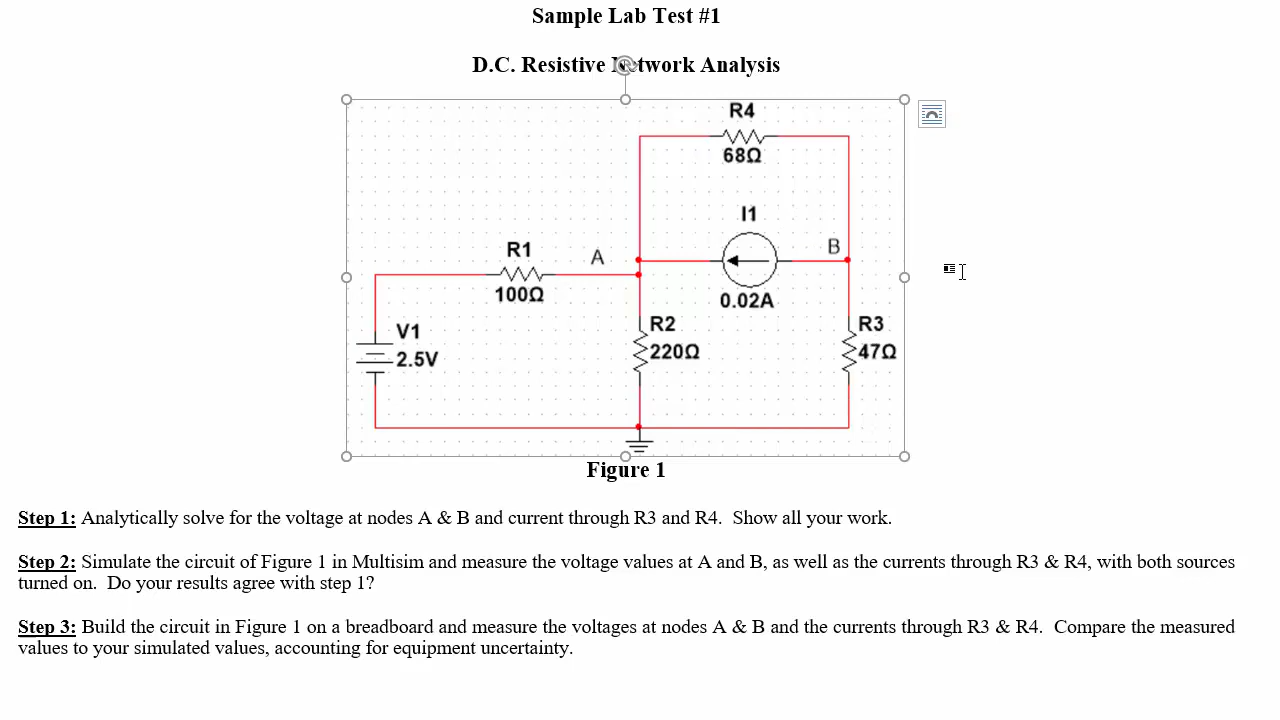 Sample Lab Test #1
D.C. Resistive Network Analysis
R4
68Ω
I1
R1
A
B
100Ω
0.02A
V1
2.5V
R2
220Ω
R3
47Ω
Figure 1
Step 1: Analytically solve for the voltage at nodes A & B and current through R3 and R4. Show all your work.
Step 2: Simulate the circuit of Figure 1 in Multisim and measure the voltage values at A and B, as well as the currents through R3 & R4, with both sources
turned on. Do your results agree with step 1?
Step 3: Build the circuit in Figure 1 on a breadboard and measure the voltages at nodes A & B and the currents through R3 & R4. Compare the measured
values to your simulated values, accounting for equipment uncertainty.